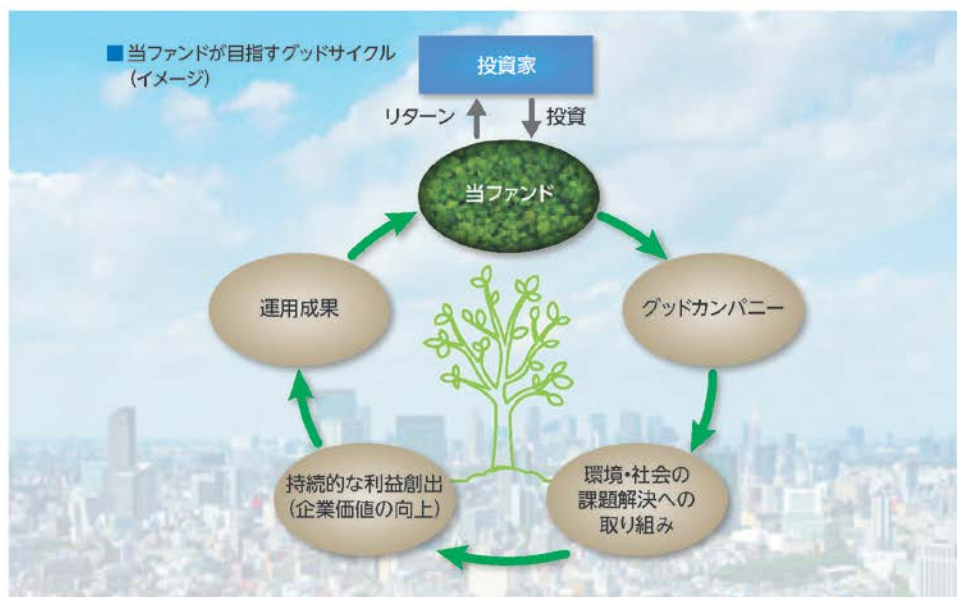 ■ 当ファンドが目指すグッドサイクル
（イメージ）
投資家
リターン
投資
当ファンド
グッドカンパニー
環境・社会の
課題解決への
取り組み
持続的な利益創出
（企業価値の向上）
運用成果